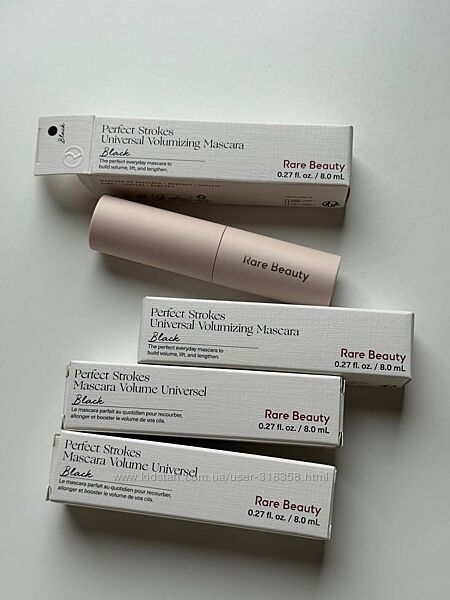 Black
Perfect Strokes
Universal Volumizing Mascara
Black
The perfect everyday mascara to
build volume, lift, and lengthen.
Rare Beauty
0.27 fl. oz. / 8.0 mL
Rare Beauty
Perfect Strokes
Universal Volumizing Mascara
Black
The perfect everyday mascara to
build volume, lift, and lengthen.
Rare Beauty
0.27 fl. oz. / 8.0 mL
Perfect Strokes
Mascara Volume Universel
Black
Le mascara parfait au quotidien pour recourber,
allonger et booster le volume de vos cils.
Rare Beauty
0.27 fl. oz. / 8.0 mL
Perfect Strokes
Mascara Volume Universel
Black
Le mascara parfait au quotidien pour recourber,
allonger et booster le volume de vos cils.
Rare Beauty
0.27 fl. oz. / 8.0 mL
www.kidstaff.com.ua/user-318358.html